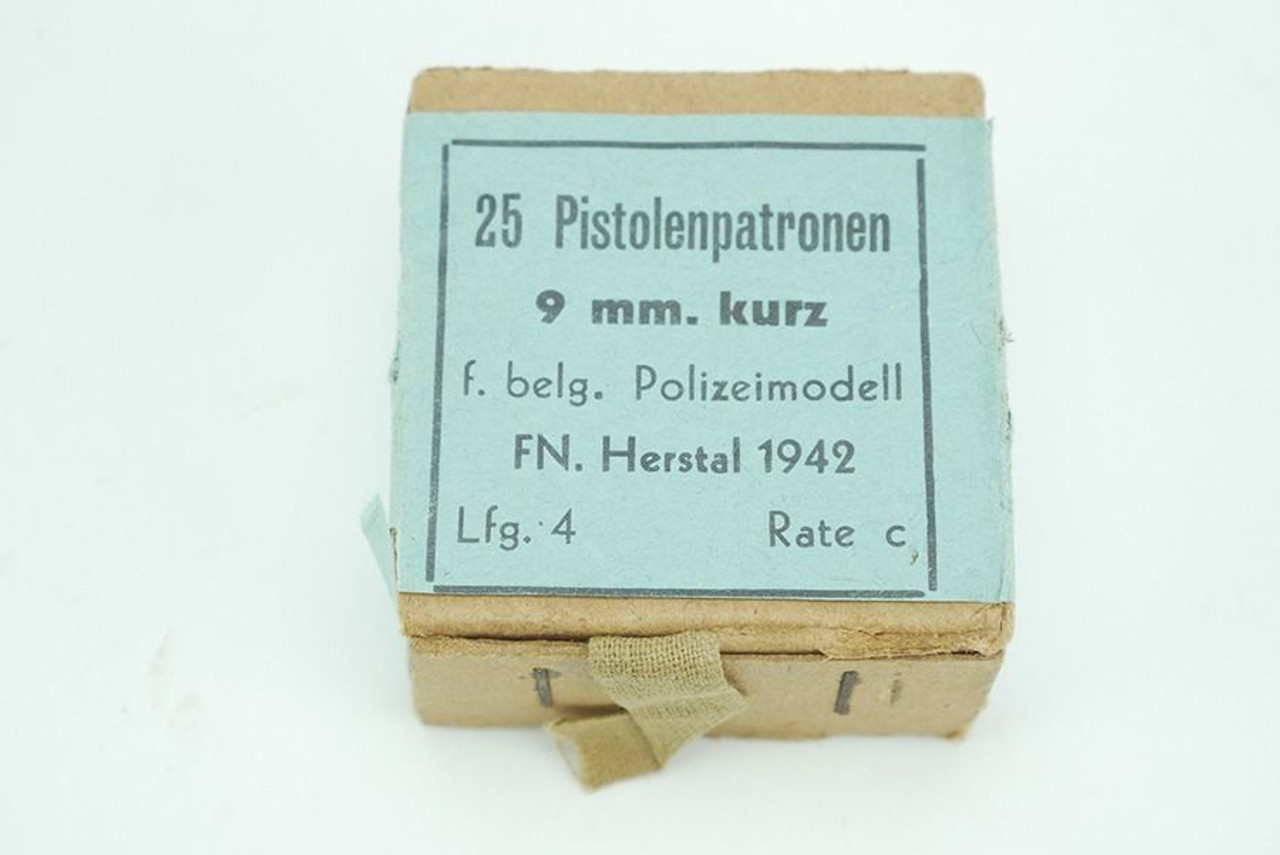 25 Pistolenpatronen
9 mm. kurz
f. belg. Polizeimodell
FN. Herstal 1942
Lfg. 4 Rate c